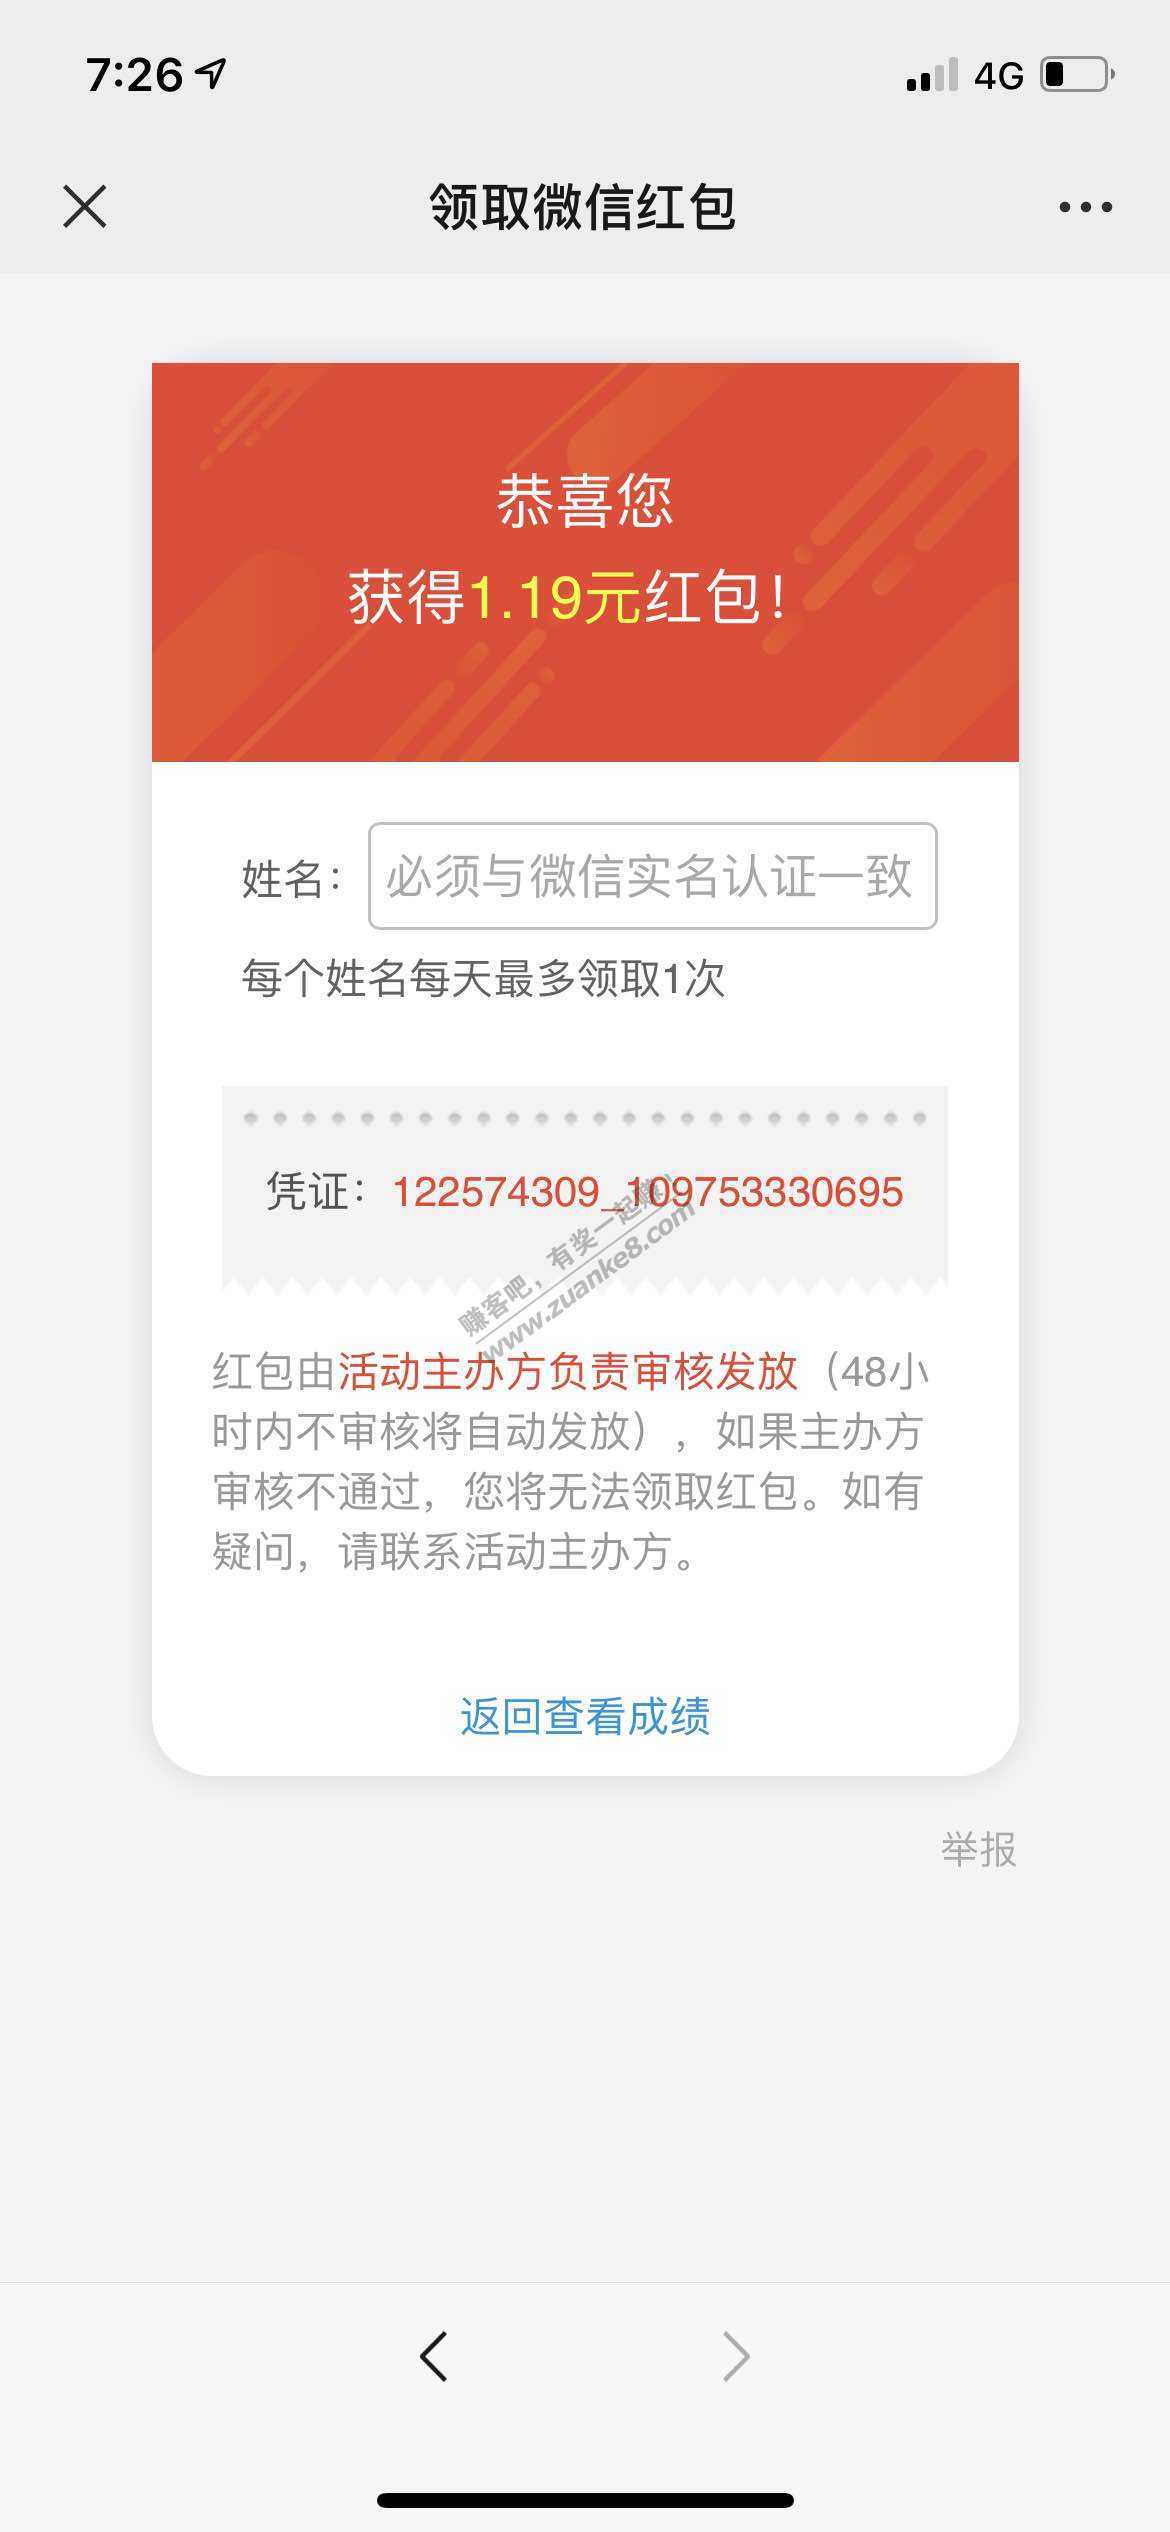 7:26
4G
领取微信红包
恭喜您
获得1.19元红包！
姓名：
必须与微信实名认证一致
每个姓名每天最多领取1次
凭证：122574309_109753330695
赚客吧，有奖一起赚！
www.zuanke8.com
红包由活动主办方负责审核发放（48小
时内不审核将自动发放），如果主办方
审核不通过，您将无法领取红包。如有
疑问，请联系活动主办方。
返回查看成绩
举报